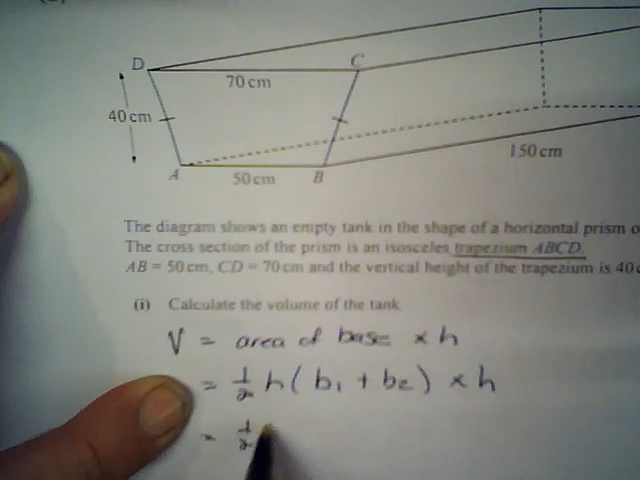 D
C
70 cm
40 cm
A
50 cm
B
150 cm
The diagram shows an empty tank in the shape of a horizontal prism o
The cross section of the prism is an isosceles trapezium ABCD.
AB = 50 cm, CD = 70 cm and the vertical height of the trapezium is 40
(i) Calculate the volume of the tank.
V = area of base × h
= 1/2 h ( b₁ + b₂ ) × h
= 1/2